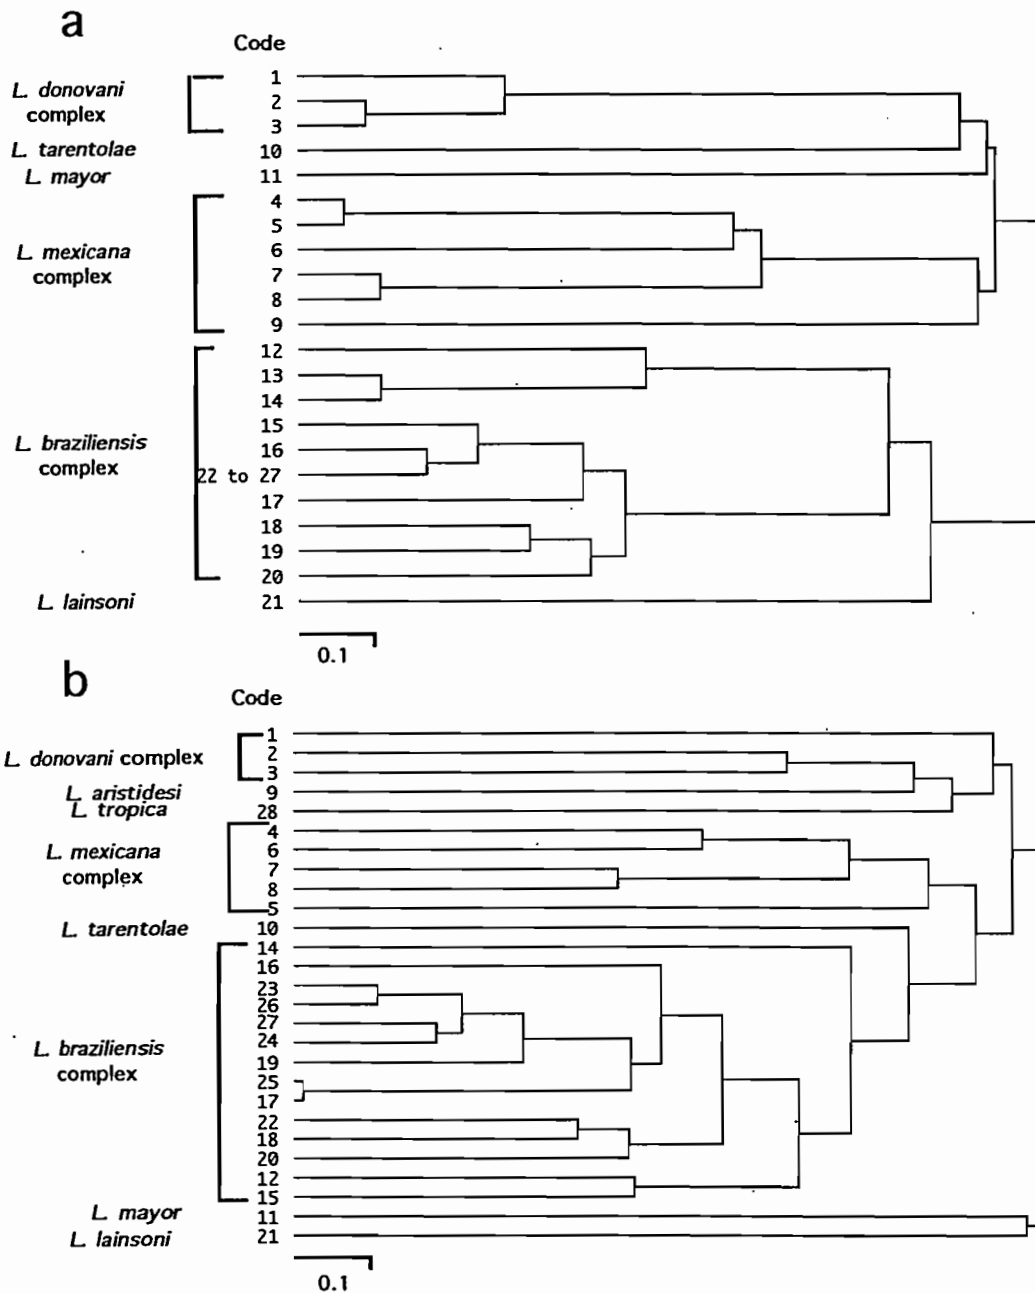 a
Code
L. donovani
complex
1
2
3
L. tarentolae
10
L. mayor
11
L. mexicana
complex
4
5
6
7
8
9
L. braziliensis
complex
12
13
14
15
16
22 to 27
17
18
19
20
L. lainsoni
21
0.1
b
Code
L. donovani complex
1
2
3
L. aristidesi
9
L. tropica
28
L. mexicana
complex
4
6
7
8
5
L. tarentolae
10
L. braziliensis
complex
14
16
23
26
27
24
19
25
17
22
18
20
12
15
L. mayor
11
L. lainsoni
21
0.1